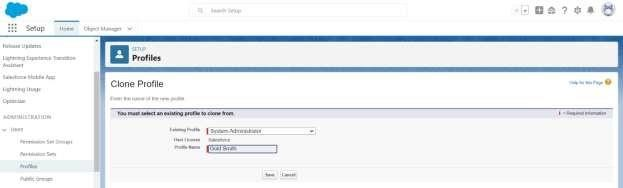 Search Setup
Setup
Home
Object Manager
Release Updates
Lightning Experience Transition
Assistant
Salesforce Mobile App
Lightning Usage
Optimizer
ADMINISTRATION
Users
Permission Set Groups
Permission Sets
Profiles
Public Groups
SETUP
Profiles
Clone Profile
Help for this Page
Enter the name of the new profile.
You must select an existing profile to clone from.
= Required Information
Existing Profile
System Administrator
User License
Salesforce
Profile Name
Gold Smith
Save
Cancel